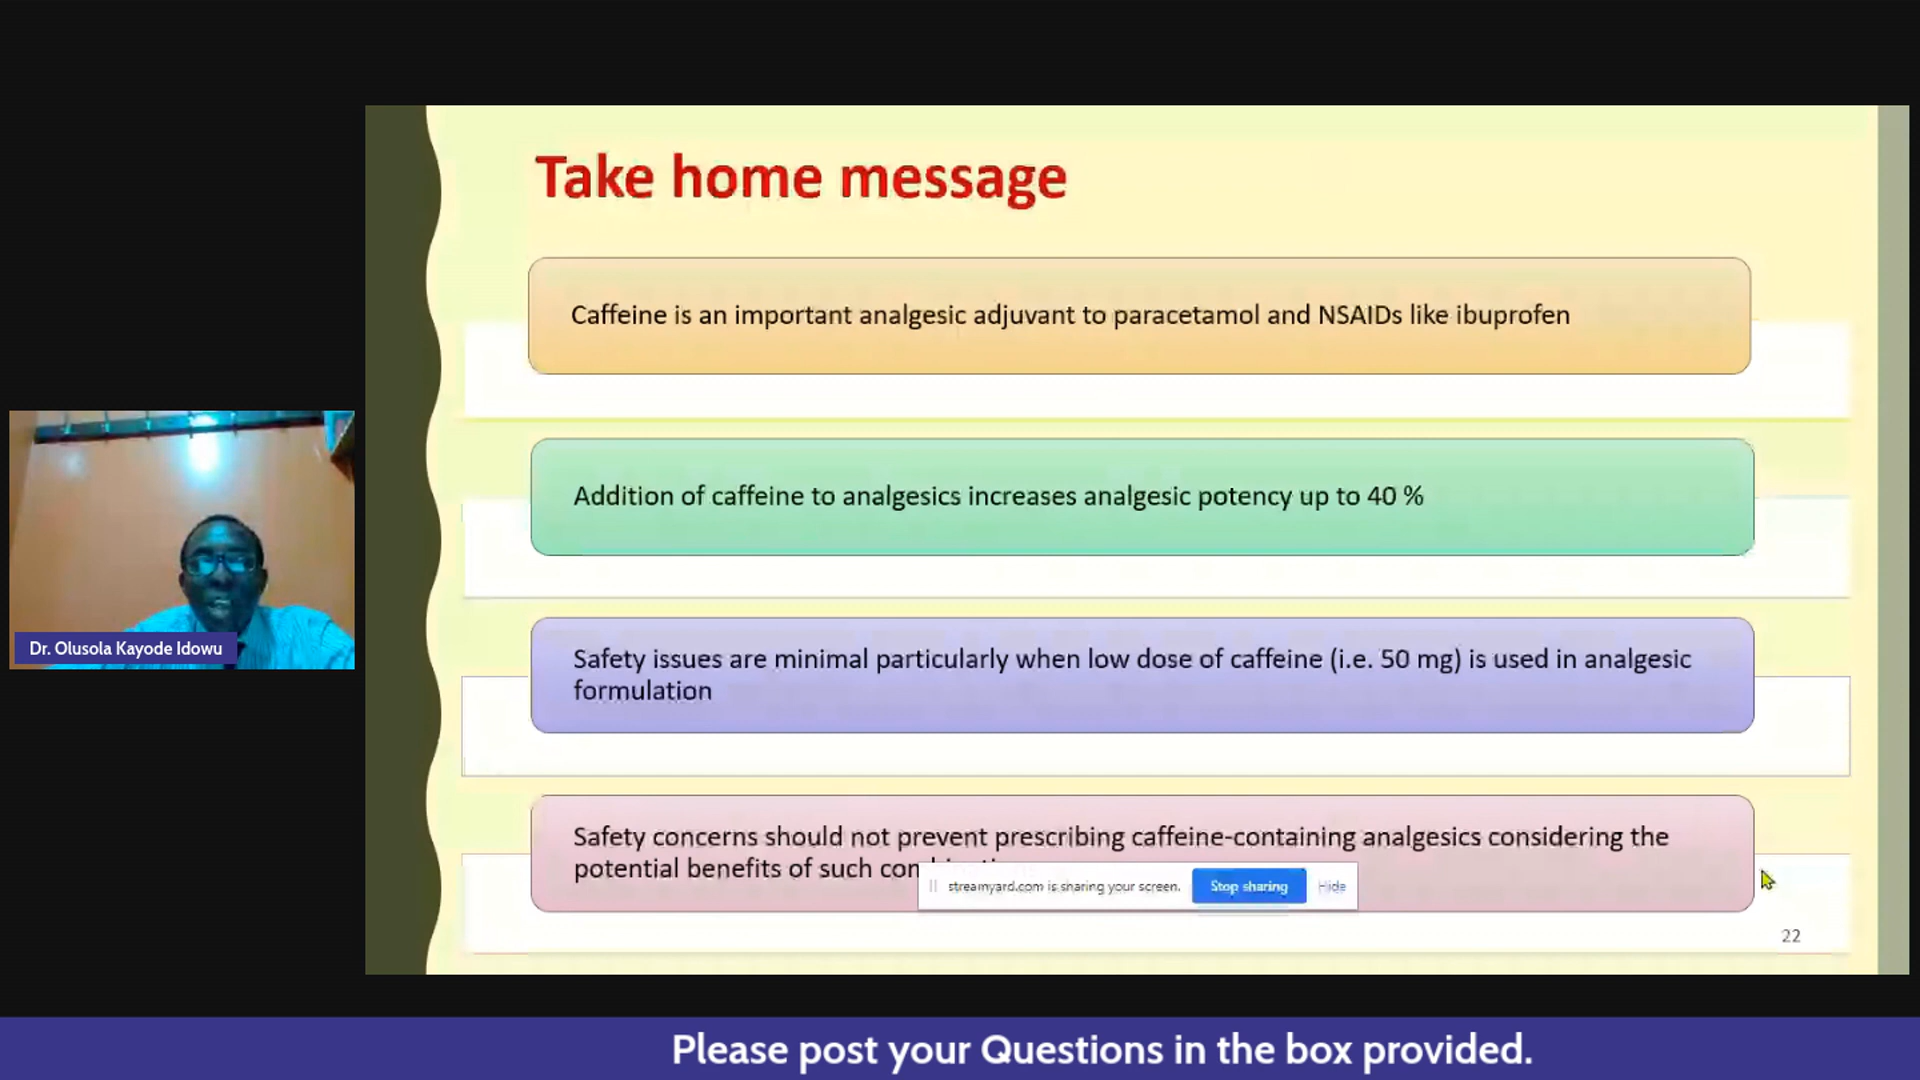 Take home message
Caffeine is an important analgesic adjuvant to paracetamol and NSAIDs like ibuprofen
Addition of caffeine to analgesics increases analgesic potency up to 40 %
Safety issues are minimal particularly when low dose of caffeine (i.e. 50 mg) is used in analgesic
formulation
Safety concerns should not prevent prescribing caffeine-containing analgesics considering the
potential benefits of such
streamyard.com is sharing your screen.
Stop sharing
Hide
22
Dr. Olusola Kayode Idowu
Please post your Questions in the box provided.